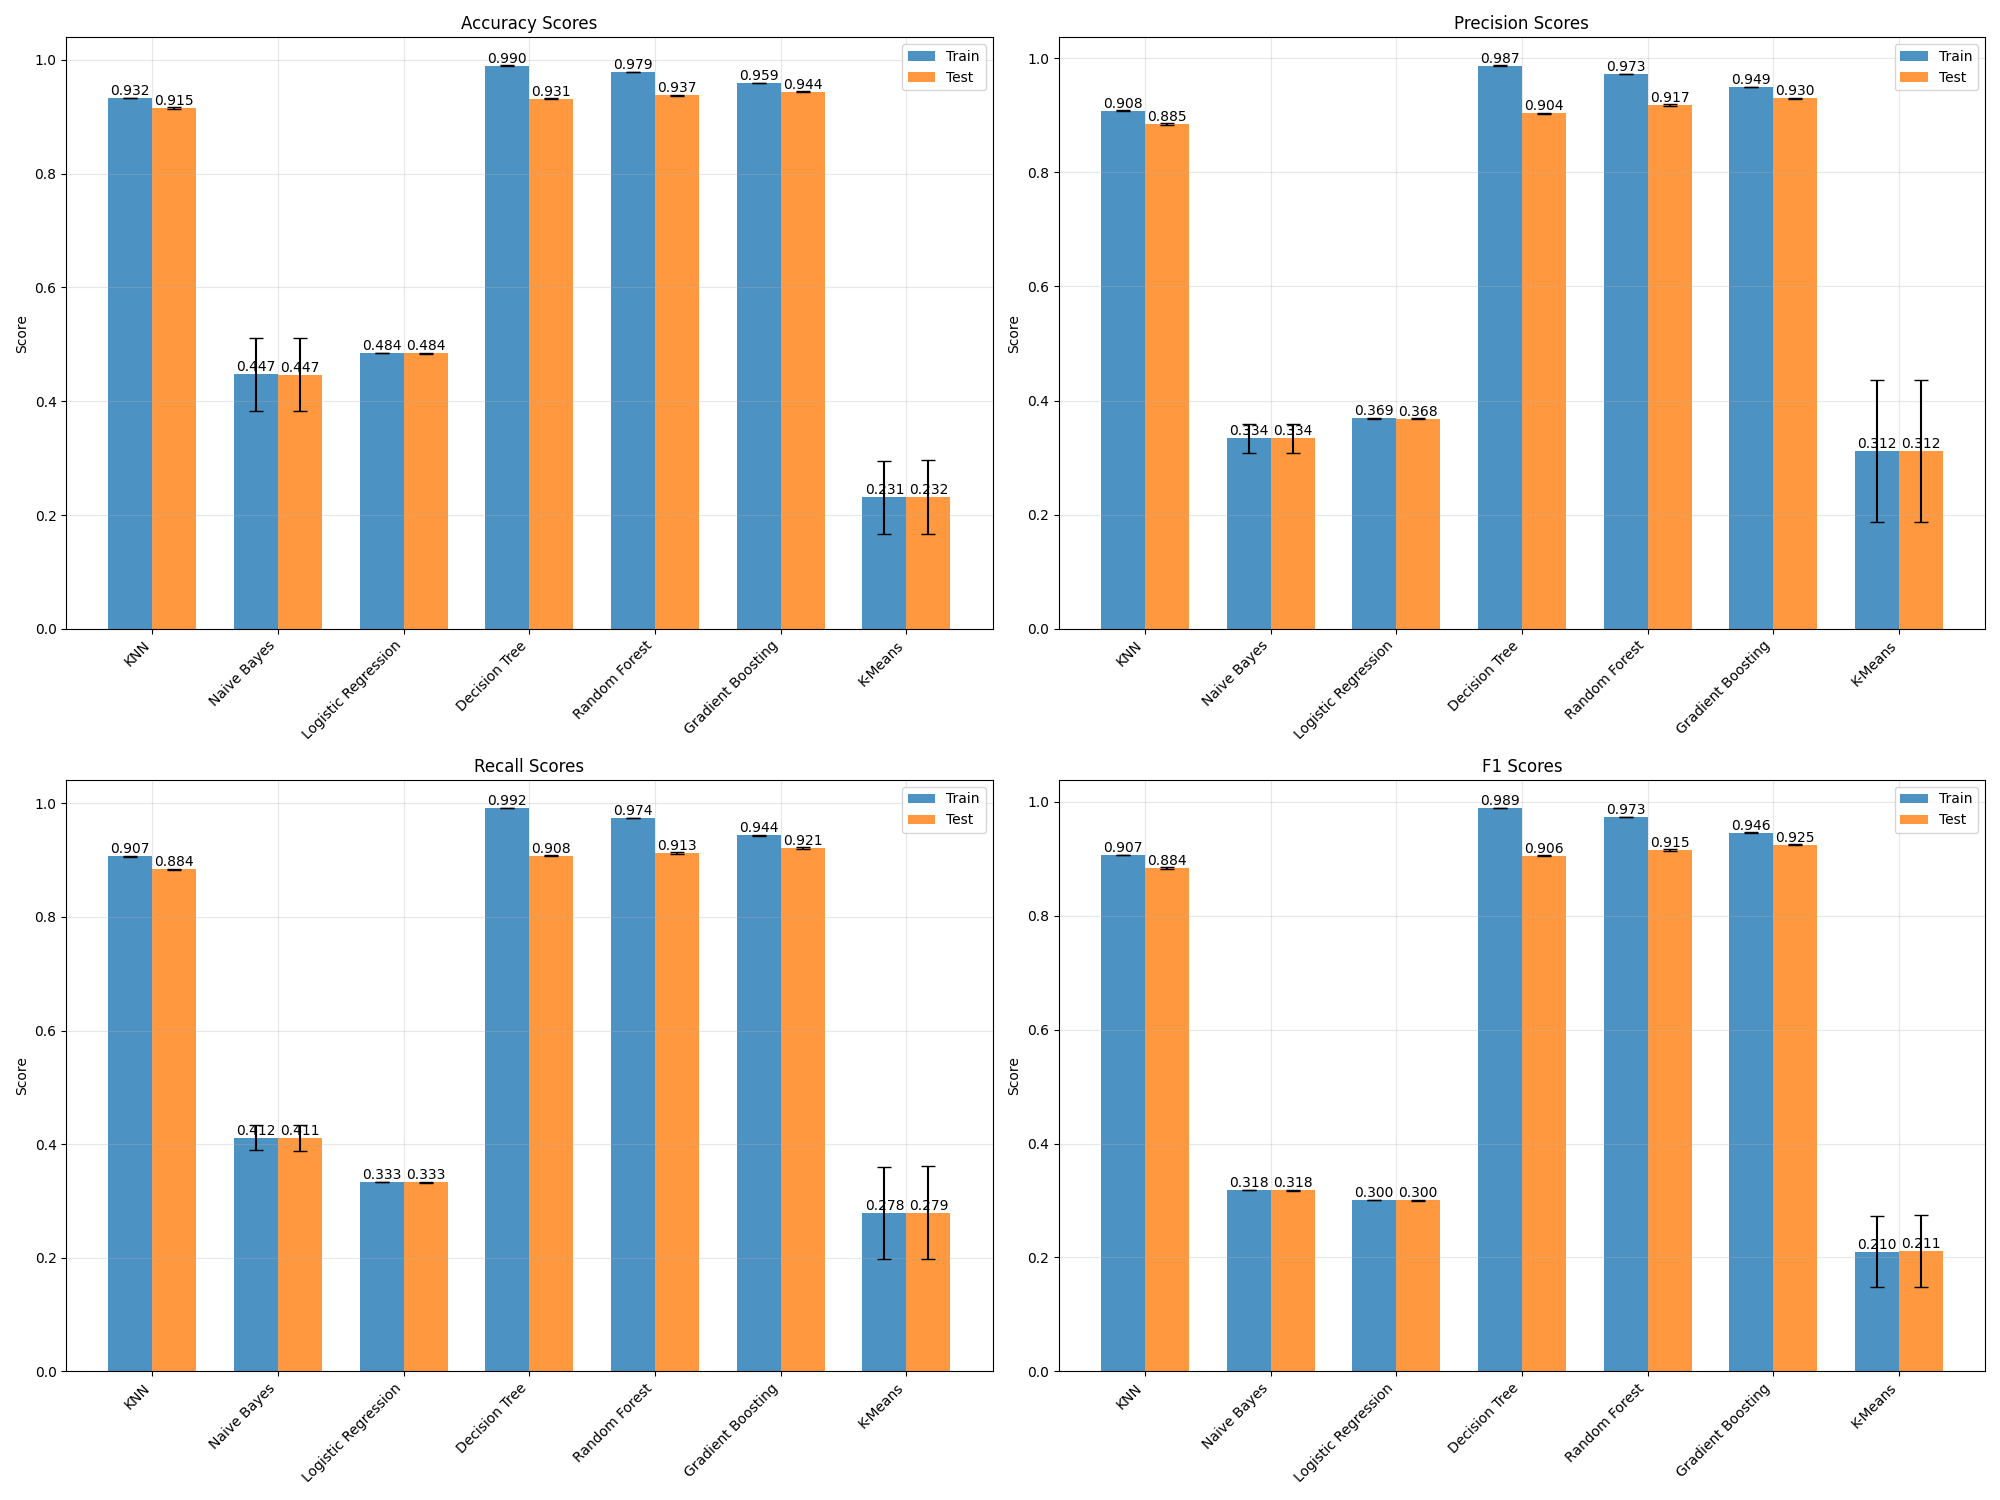 Accuracy Scores
Score
1.0
0.8
0.6
0.4
0.2
0.0
Train
Test
0.932
0.915
0.447
0.447
0.484
0.484
0.990
0.931
0.979
0.937
0.959
0.944
0.231
0.232
KNN
Naive Bayes
Logistic Regression
Decision Tree
Random Forest
Gradient Boosting
K-Means
Precision Scores
Score
1.0
0.8
0.6
0.4
0.2
0.0
Train
Test
0.908
0.885
0.334
0.334
0.369
0.368
0.987
0.904
0.973
0.917
0.949
0.930
0.312
0.312
KNN
Naive Bayes
Logistic Regression
Decision Tree
Random Forest
Gradient Boosting
K-Means
Recall Scores
Score
1.0
0.8
0.6
0.4
0.2
0.0
Train
Test
0.907
0.884
0.412
0.411
0.333
0.333
0.992
0.908
0.974
0.913
0.944
0.921
0.278
0.279
KNN
Naive Bayes
Logistic Regression
Decision Tree
Random Forest
Gradient Boosting
K-Means
F1 Scores
Score
1.0
0.8
0.6
0.4
0.2
0.0
Train
Test
0.907
0.884
0.318
0.318
0.300
0.300
0.989
0.906
0.973
0.915
0.946
0.925
0.210
0.211
KNN
Naive Bayes
Logistic Regression
Decision Tree
Random Forest
Gradient Boosting
K-Means